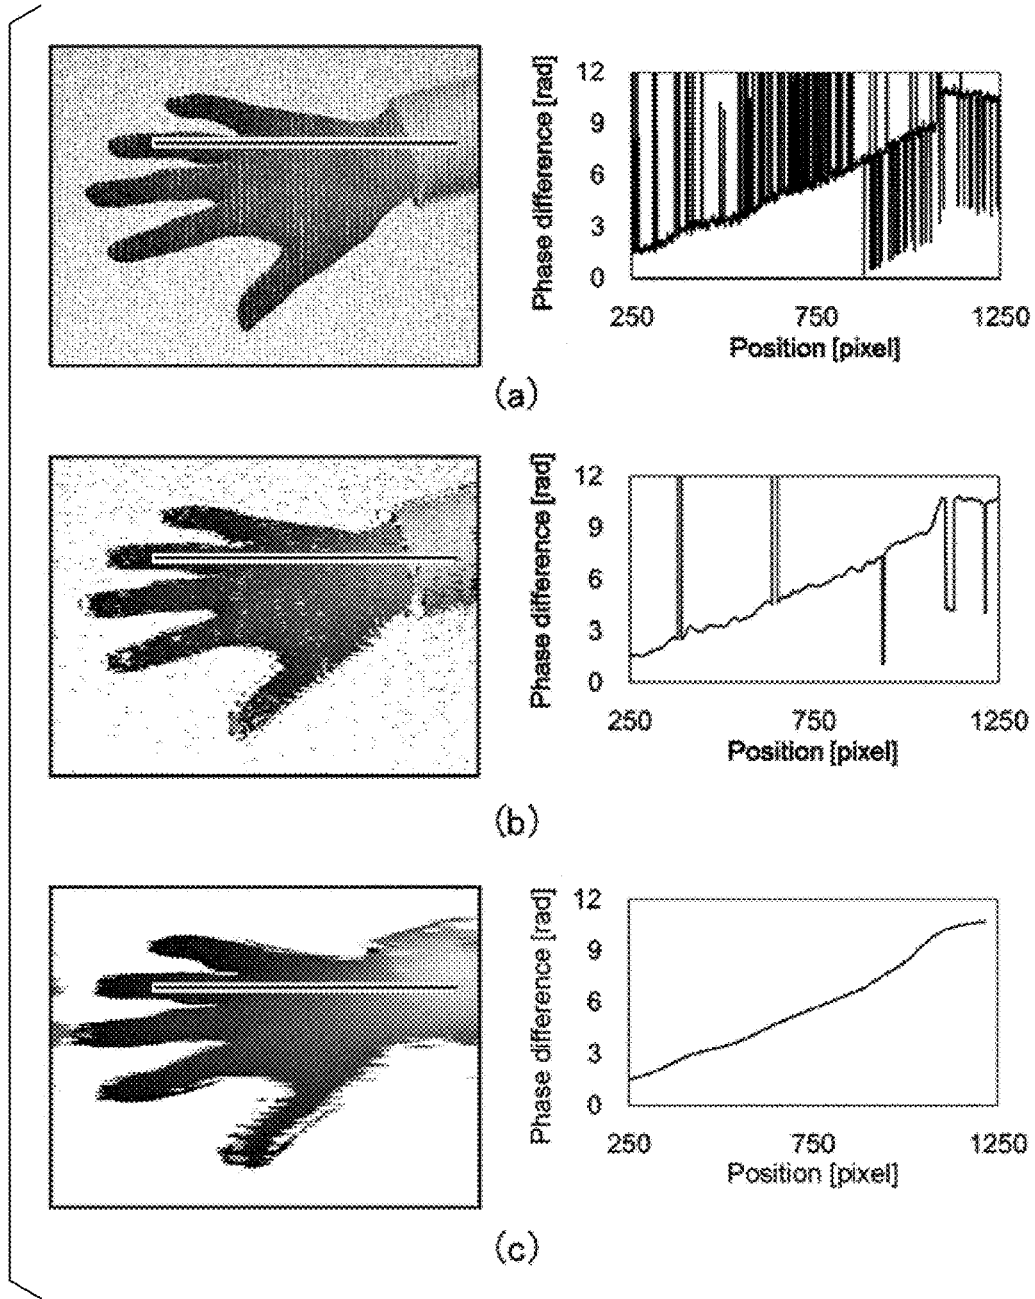 Phase difference [rad]
12
9
6
3
0
250 750 1250
Position [pixel]
(a)
Phase difference [rad]
12
9
6
3
0
250 750 1250
Position [pixel]
(b)
Phase difference [rad]
12
9
6
3
0
250 750 1250
Position [pixel]
(c)